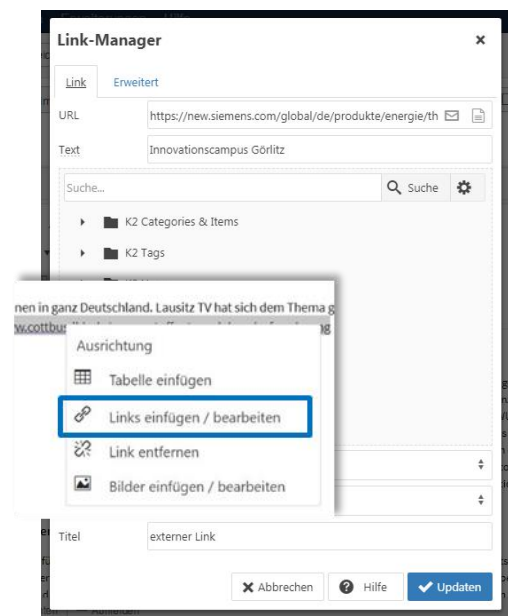 Link-Manager
Link Erweitert
URL https://new.siemens.com/global/de/produkte/energie/th
Text Innovationscampus Görlitz
Suche... Suche
K2 Categories & Items
K2 Tags
nen in ganz Deutschland. Lausitz TV hat sich dem Thema g
Ausrichtung
Tabelle einfügen
Links einfügen / bearbeiten
Link entfernen
Bilder einfügen / bearbeiten
Titel externer Link
Abbrechen Hilfe Updaten